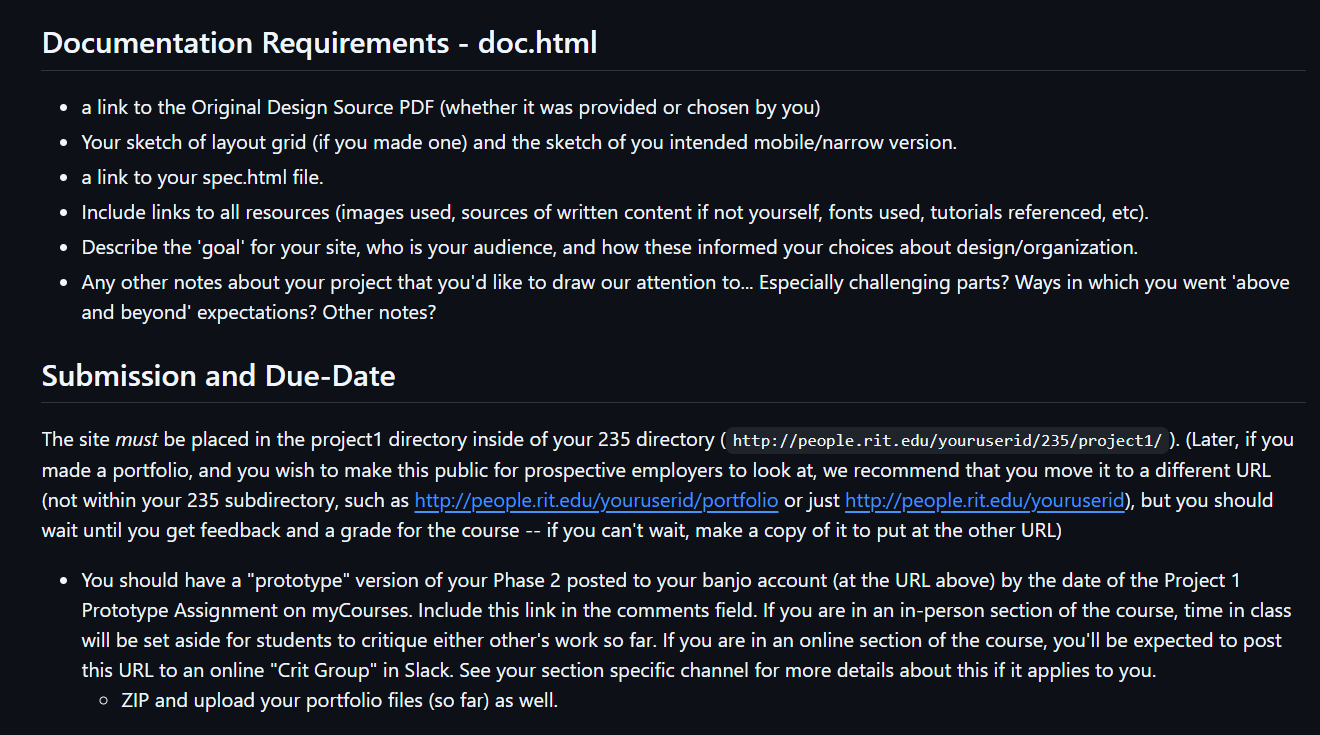 Documentation Requirements - doc.html
a link to the Original Design Source PDF (whether it was provided or chosen by you)
Your sketch of layout grid (if you made one) and the sketch of you intended mobile/narrow version.
a link to your spec.html file.
Include links to all resources (images used, sources of written content if not yourself, fonts used, tutorials referenced, etc).
Describe the 'goal' for your site, who is your audience, and how these informed your choices about design/organization.
Any other notes about your project that you'd like to draw our attention to... Especially challenging parts? Ways in which you went 'above
and beyond' expectations? Other notes?
Submission and Due-Date
The site must be placed in the project1 directory inside of your 235 directory ( http://people.rit.edu/youruserid/235/project1/ ). (Later, if you
made a portfolio, and you wish to make this public for prospective employers to look at, we recommend that you move it to a different URL
(not within your 235 subdirectory, such as http://people.rit.edu/youruserid/portfolio or just http://people.rit.edu/youruserid), but you should
wait until you get feedback and a grade for the course -- if you can't wait, make a copy of it to put at the other URL)
You should have a "prototype" version of your Phase 2 posted to your banjo account (at the URL above) by the date of the Project 1
Prototype Assignment on myCourses. Include this link in the comments field. If you are in an in-person section of the course, time in class
will be set aside for students to critique either other's work so far. If you are in an online section of the course, you'll be expected to post
this URL to an online "Crit Group" in Slack. See your section specific channel for more details about this if it applies to you.
ZIP and upload your portfolio files (so far) as well.